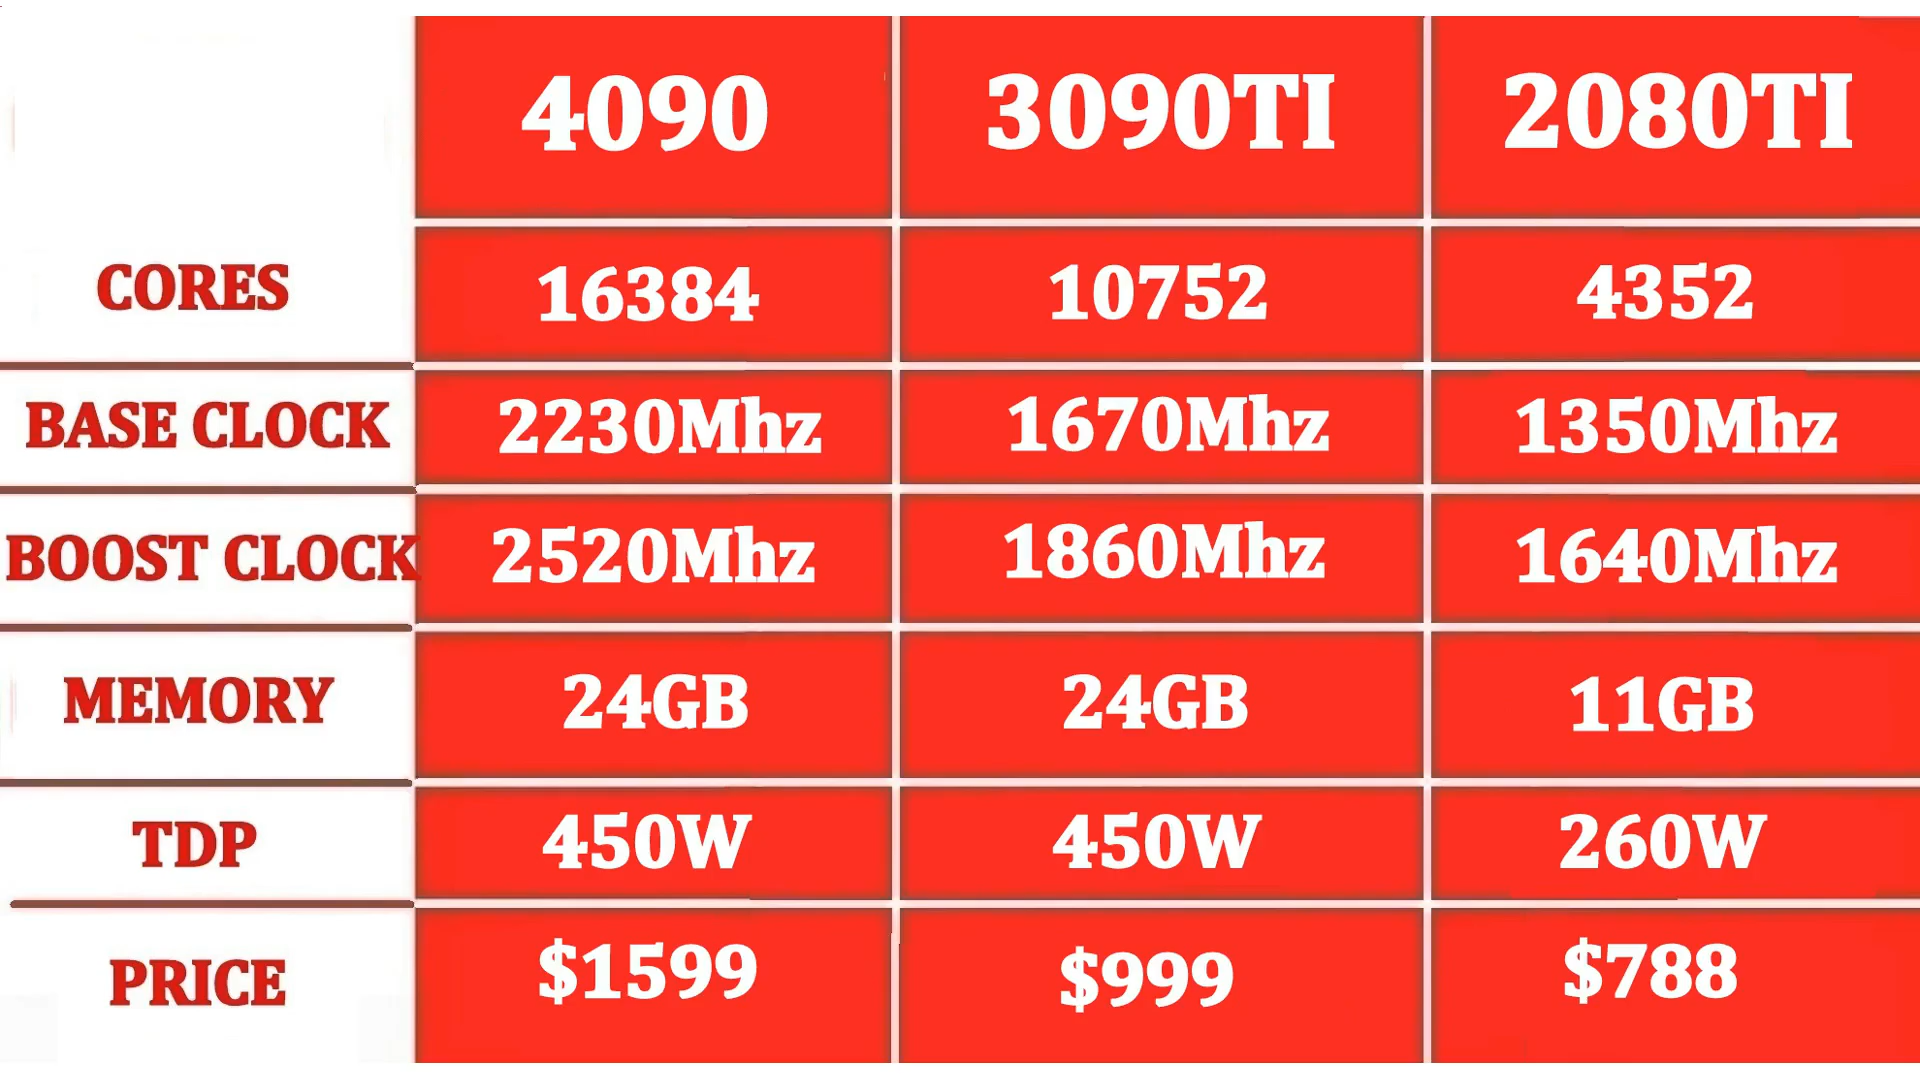 4090 3090TI 2080TI
CORES 16384 10752 4352
BASE CLOCK 2230Mhz 1670Mhz 1350Mhz
BOOST CLOCK 2520Mhz 1860Mhz 1640Mhz
MEMORY 24GB 24GB 11GB
TDP 450W 450W 260W
PRICE $1599 $999 $788